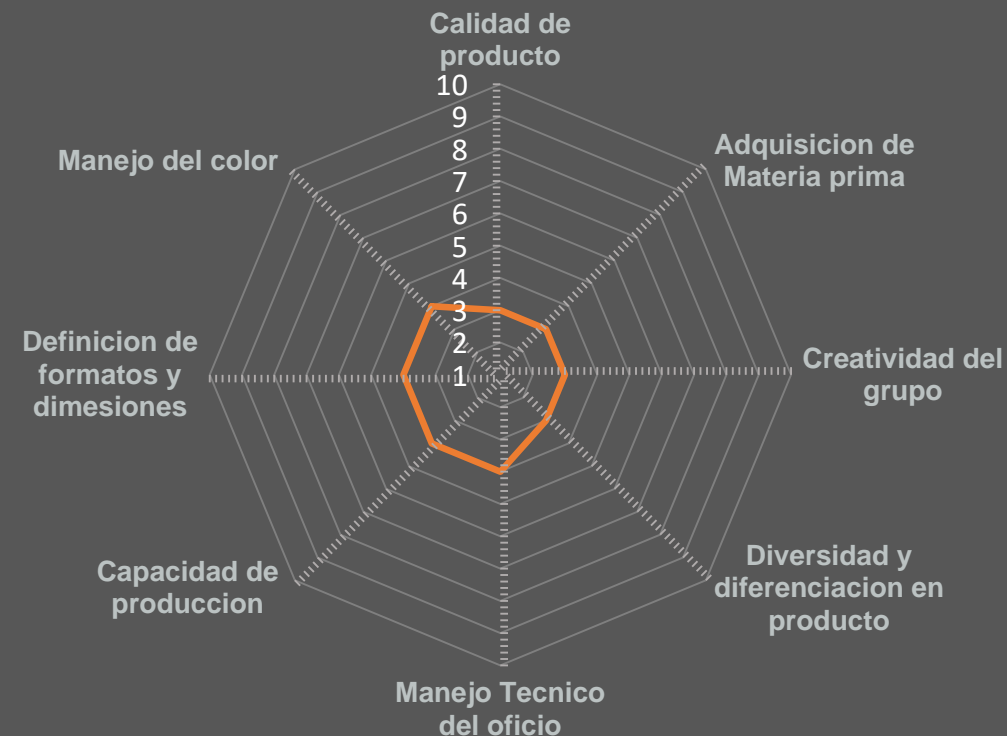 Calidad de
producto
10
9
8
7
6
5
4
3
2
1
Adquisicion de
Materia prima
Creatividad del
grupo
Diversidad y
diferenciacion en
producto
Manejo Tecnico
del oficio
Capacidad de
produccion
Definicion de
formatos y
dimesiones
Manejo del color